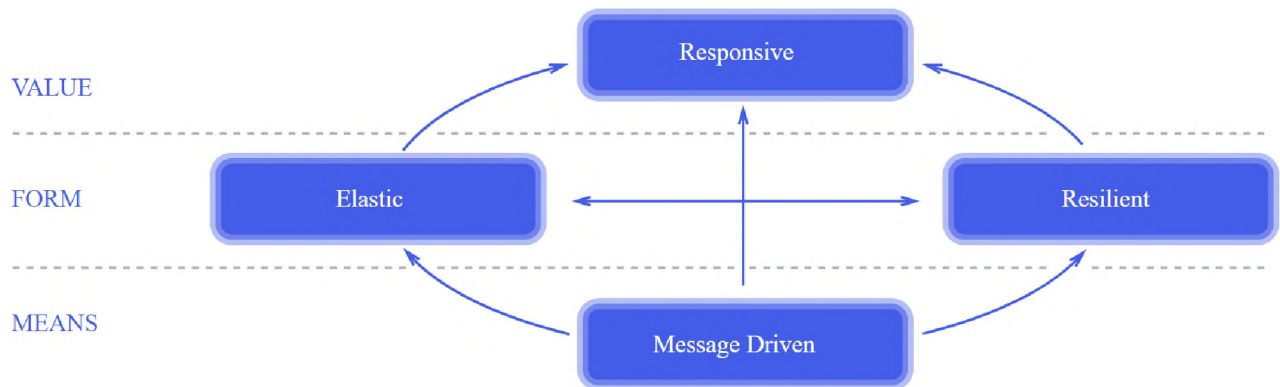 Responsive
VALUE
FORM
Elastic
Resilient
MEANS
Message Driven